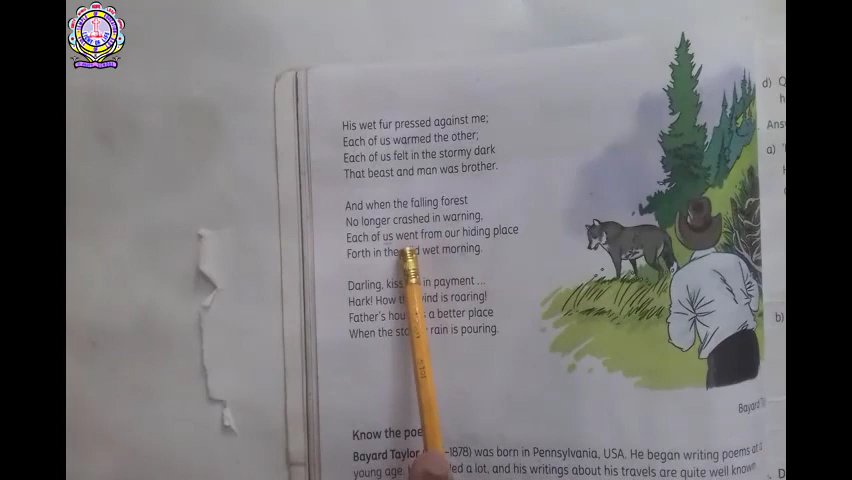 His wet fur pressed against me;
Each of us warmed the other;
Each of us felt in the stormy dark
That beast and man was brother.
And when the falling forest
No longer crashed in warning,
Each of us went from our hiding place
Forth in the wet morning.
Darling, kiss in payment ...
Hark! How wind is roaring!
Father's a better place
When the rain is pouring.
Bayard
Know the
Bayard Taylor -1878) was born in Pennsylvania, USA. He began writing poems at
young age. a lot, and his writings about his travels are quite well known
d)
Ans
a)
b)